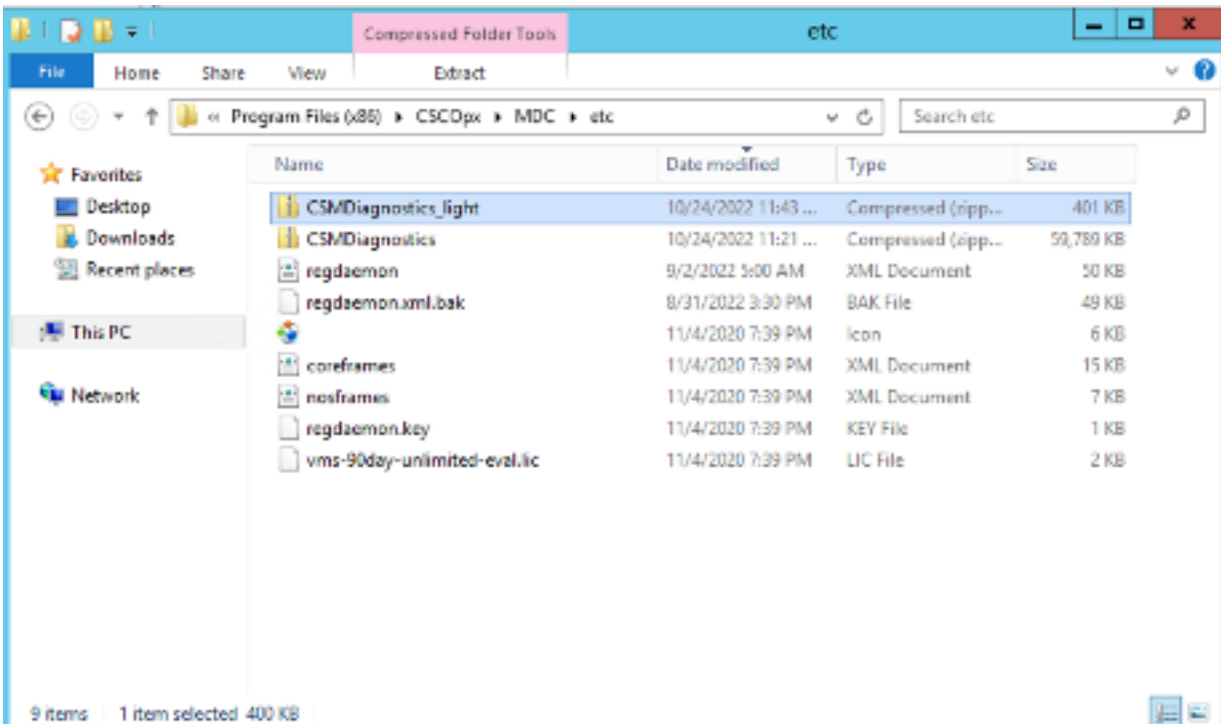 Compressed Folder Tools etc
File Home Share View Extract
« Program Files (x86) ▸ CSCOpx ▸ MDC ▸ etc Search etc
Name Date modified Type Size
Favorites
Desktop
Downloads
Recent places
This PC
Network
CSMDiagnostics_light 10/24/2022 11:43 ... Compressed (zipp... 401 KB
CSMDiagnostics 10/24/2022 11:21 ... Compressed (zipp... 59,789 KB
regdaemon 9/2/2022 5:00 AM XML Document 50 KB
regdaemon.xml.bak 8/31/2022 3:30 PM BAK File 49 KB
11/4/2020 7:39 PM Icon 6 KB
coreframes 11/4/2020 7:39 PM XML Document 15 KB
nosframes 11/4/2020 7:39 PM XML Document 7 KB
regdaemon.key 11/4/2020 7:39 PM KEY File 1 KB
vms-90day-unlimited-eval.lic 11/4/2020 7:39 PM LIC File 2 KB
9 items 1 item selected 400 KB